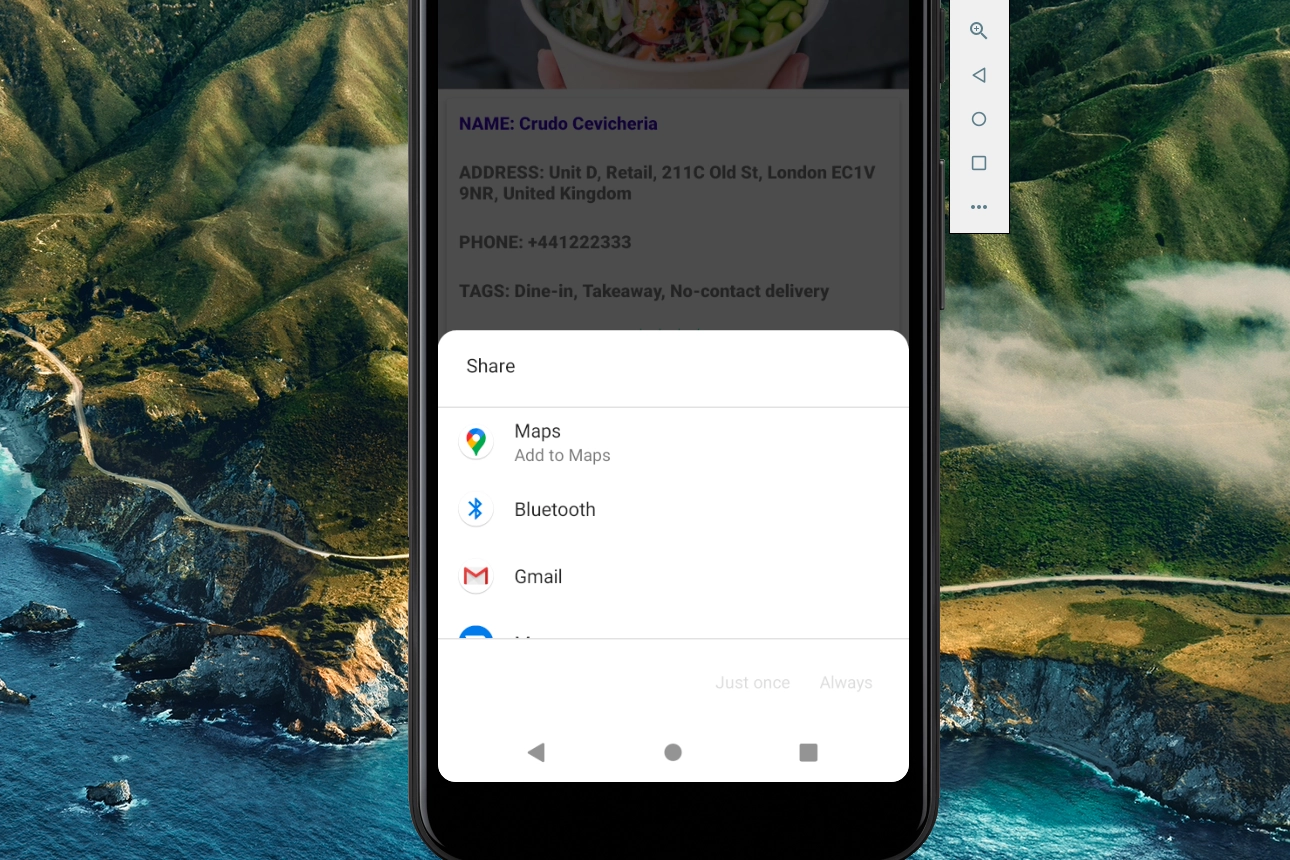 NAME: Crudo Cevicheria
ADDRESS: Unit D, Retail, 211C Old St, London EC1V
9NR, United Kingdom
PHONE: +441222333
TAGS: Dine-in, Takeaway, No-contact delivery
Share
Maps
Add to Maps
Bluetooth
Gmail
Just once
Always